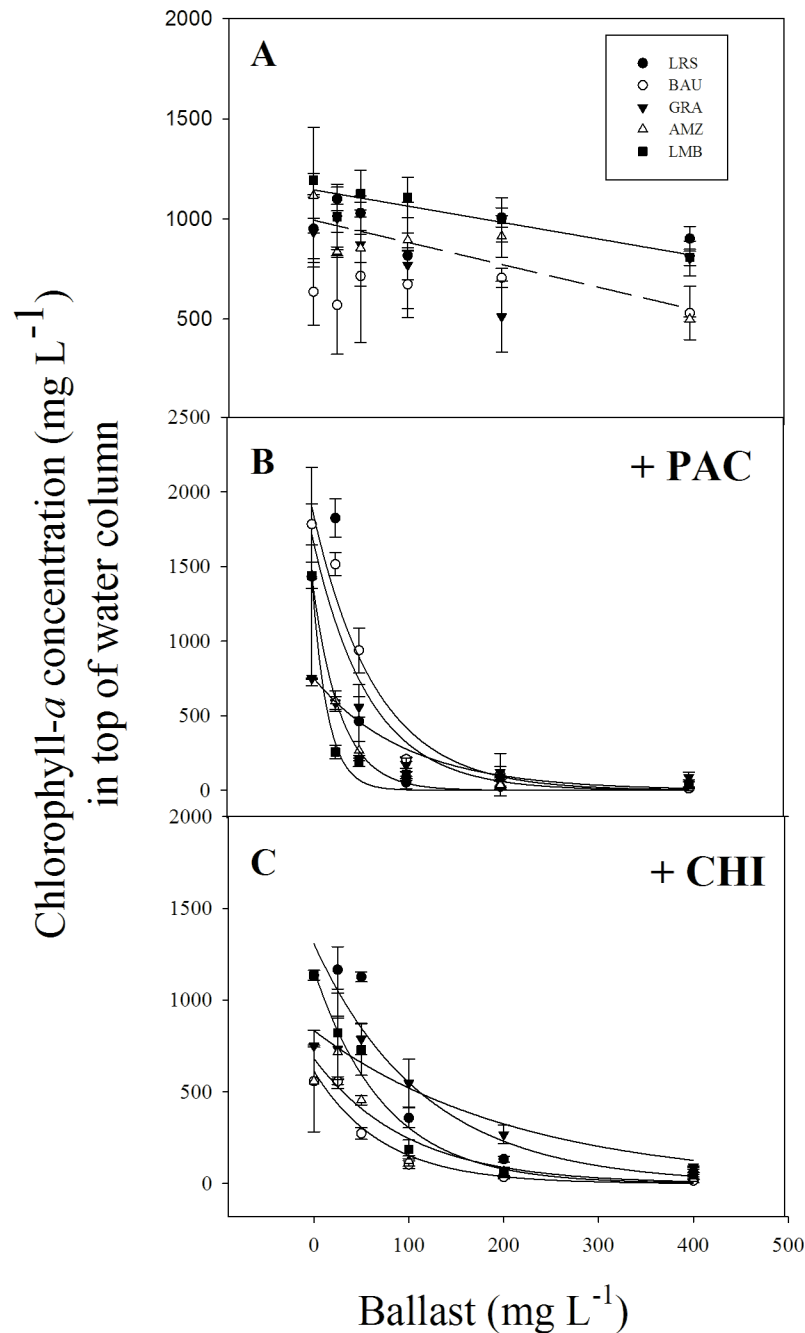 2000
A
LRS
BAU
GRA
AMZ
LMB
1500
1000
500
2500
B
+ PAC
2000
1500
1000
500
0
2000
C
+ CHI
1500
1000
500
0
0 100 200 300 400 500
Chlorophyll-a concentration (mg L-1)
in top of water column
Ballast (mg L-1)